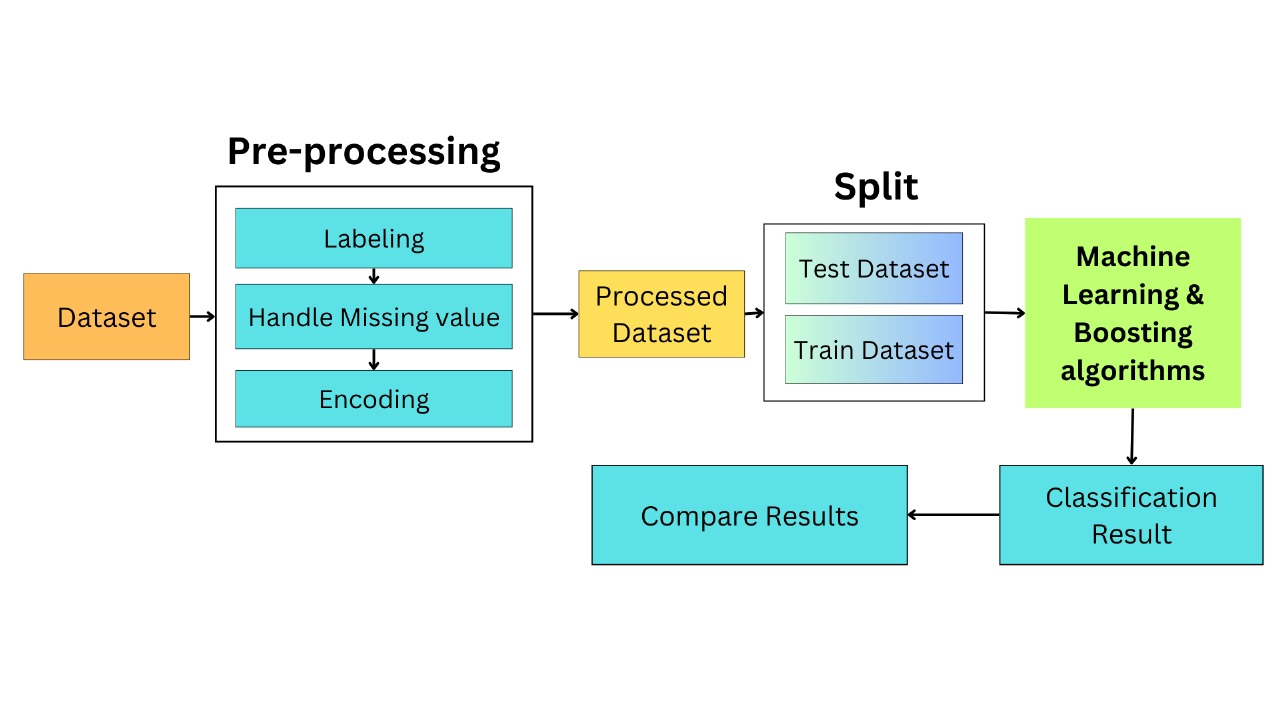 Pre-processing
Labeling
Handle Missing value
Encoding
Dataset
Processed
Dataset
Split
Test Dataset
Train Dataset
Machine
Learning &
Boosting
algorithms
Classification
Result
Compare Results